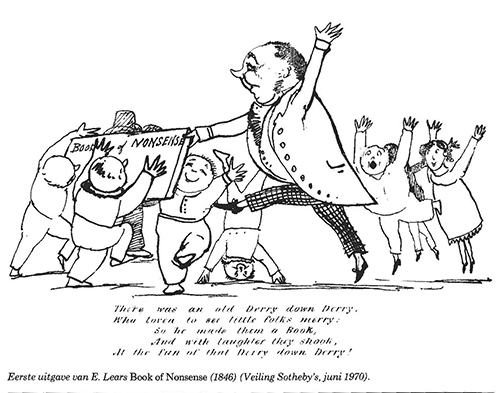 BOOK of NONSENSE
There was an old Derry down Derry,
Who loven to see little folks merry:
So he made them a Book,
And with laughter they shook,
At the fun of that Derry down Derry!
Eerste uitgave van E. Lears Book of Nonsense (1846) (Veiling Sotheby's, juni 1970).